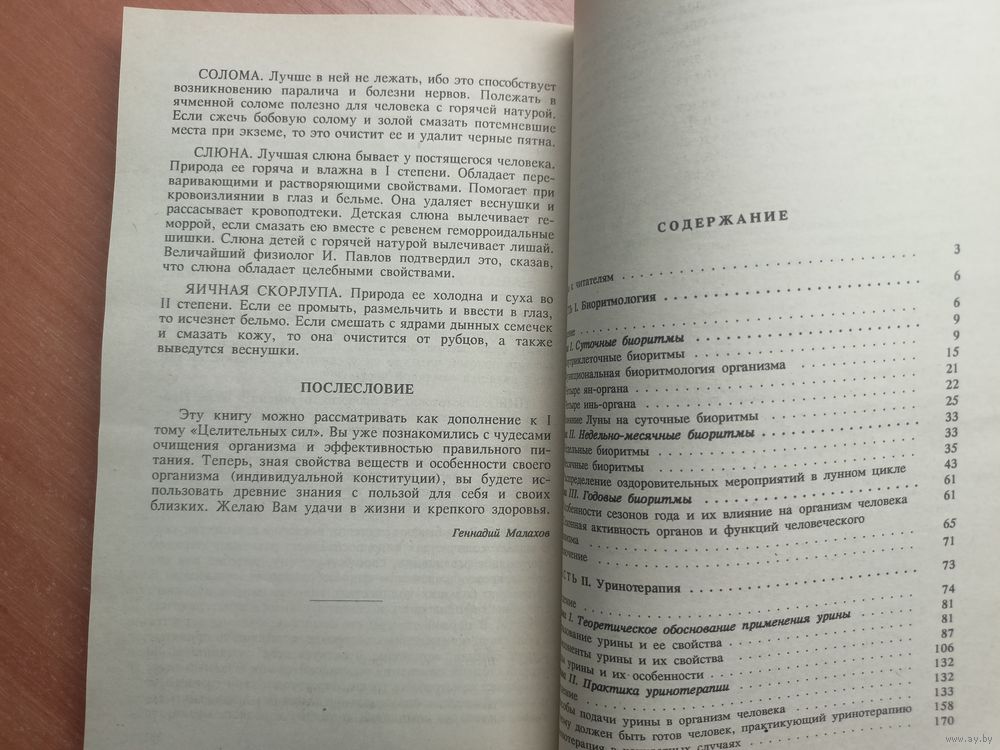 СОЛОМА. Лучше в ней не лежать, ибо это способствует
возникновению паралича и болезни нервов. Полежать в
ячменной соломе полезно для человека с горячей натурой.
Если сжечь бобовую солому и золой смазать потемневшие
места при экземе, то это очистит ее и удалит черные пятна.
СЛЮНА. Лучшая слюна бывает у постящегося человека.
Природа ее горяча и влажна в I степени. Обладает пере-
варивающими и растворяющими свойствами. Помогает при
кровоизлиянии в глаз и бельме. Она удаляет веснушки и
рассасывает кровоподтеки. Детская слюна вылечивает ге-
моррой, если смазать ею вместе с ревенем геморроидальные
шишки. Слюна детей с горячей натурой вылечивает лишай.
Величайший физиолог И. Павлов подтвердил это, сказав,
что слюна обладает целебными свойствами.
ЯИЧНАЯ СКОРЛУПА. Природа ее холодна и суха во
II степени. Если ее промыть, размельчить и ввести в глаз,
то исчезнет бельмо. Если смешать с ядрами дынных семечек
и смазать кожу, то она очистится от рубцов, а также
выведутся веснушки.
ПОСЛЕСЛОВИЕ
Эту книгу можно рассматривать как дополнение к I
тому «Целительных сил». Вы уже познакомились с чудесами
очищения организма и эффективностью правильного пи-
тания. Теперь, зная свойства веществ и особенности своего
организма (индивидуальной конституции), вы будете ис-
пользовать древние знания с пользой для себя и своих
близких. Желаю Вам удачи в жизни и крепкого здоровья.
Геннадий Малахов
СОДЕРЖАНИЕ
к читателям 3
I. Биоритмология 6
6
I. Суточные биоритмы 9
биоритмы 9
биоритмология организма 15
ян-органа 21
инь-органа 22
Луны на суточные биоритмы 25
II. Недельно-месячные биоритмы 33
биоритмы 33
биоритмы 35
оздоровительных мероприятий в лунном цикле 43
III. Годовые биоритмы 61
сезонов года и их влияние на организм человека 61
активность органов и функций человеческого
65
71
II. Уринотерапия 73
74
I. Теоретическое обоснование применения урины 81
урины и ее свойства 81
урины и их свойства 87
урины и их особенности 106
II. Практика уринотерапии 132
132
подачи урины в организм человека 133
должен быть готов человек, практикующий уринотерапию 158
случаях 170
www.ay.by